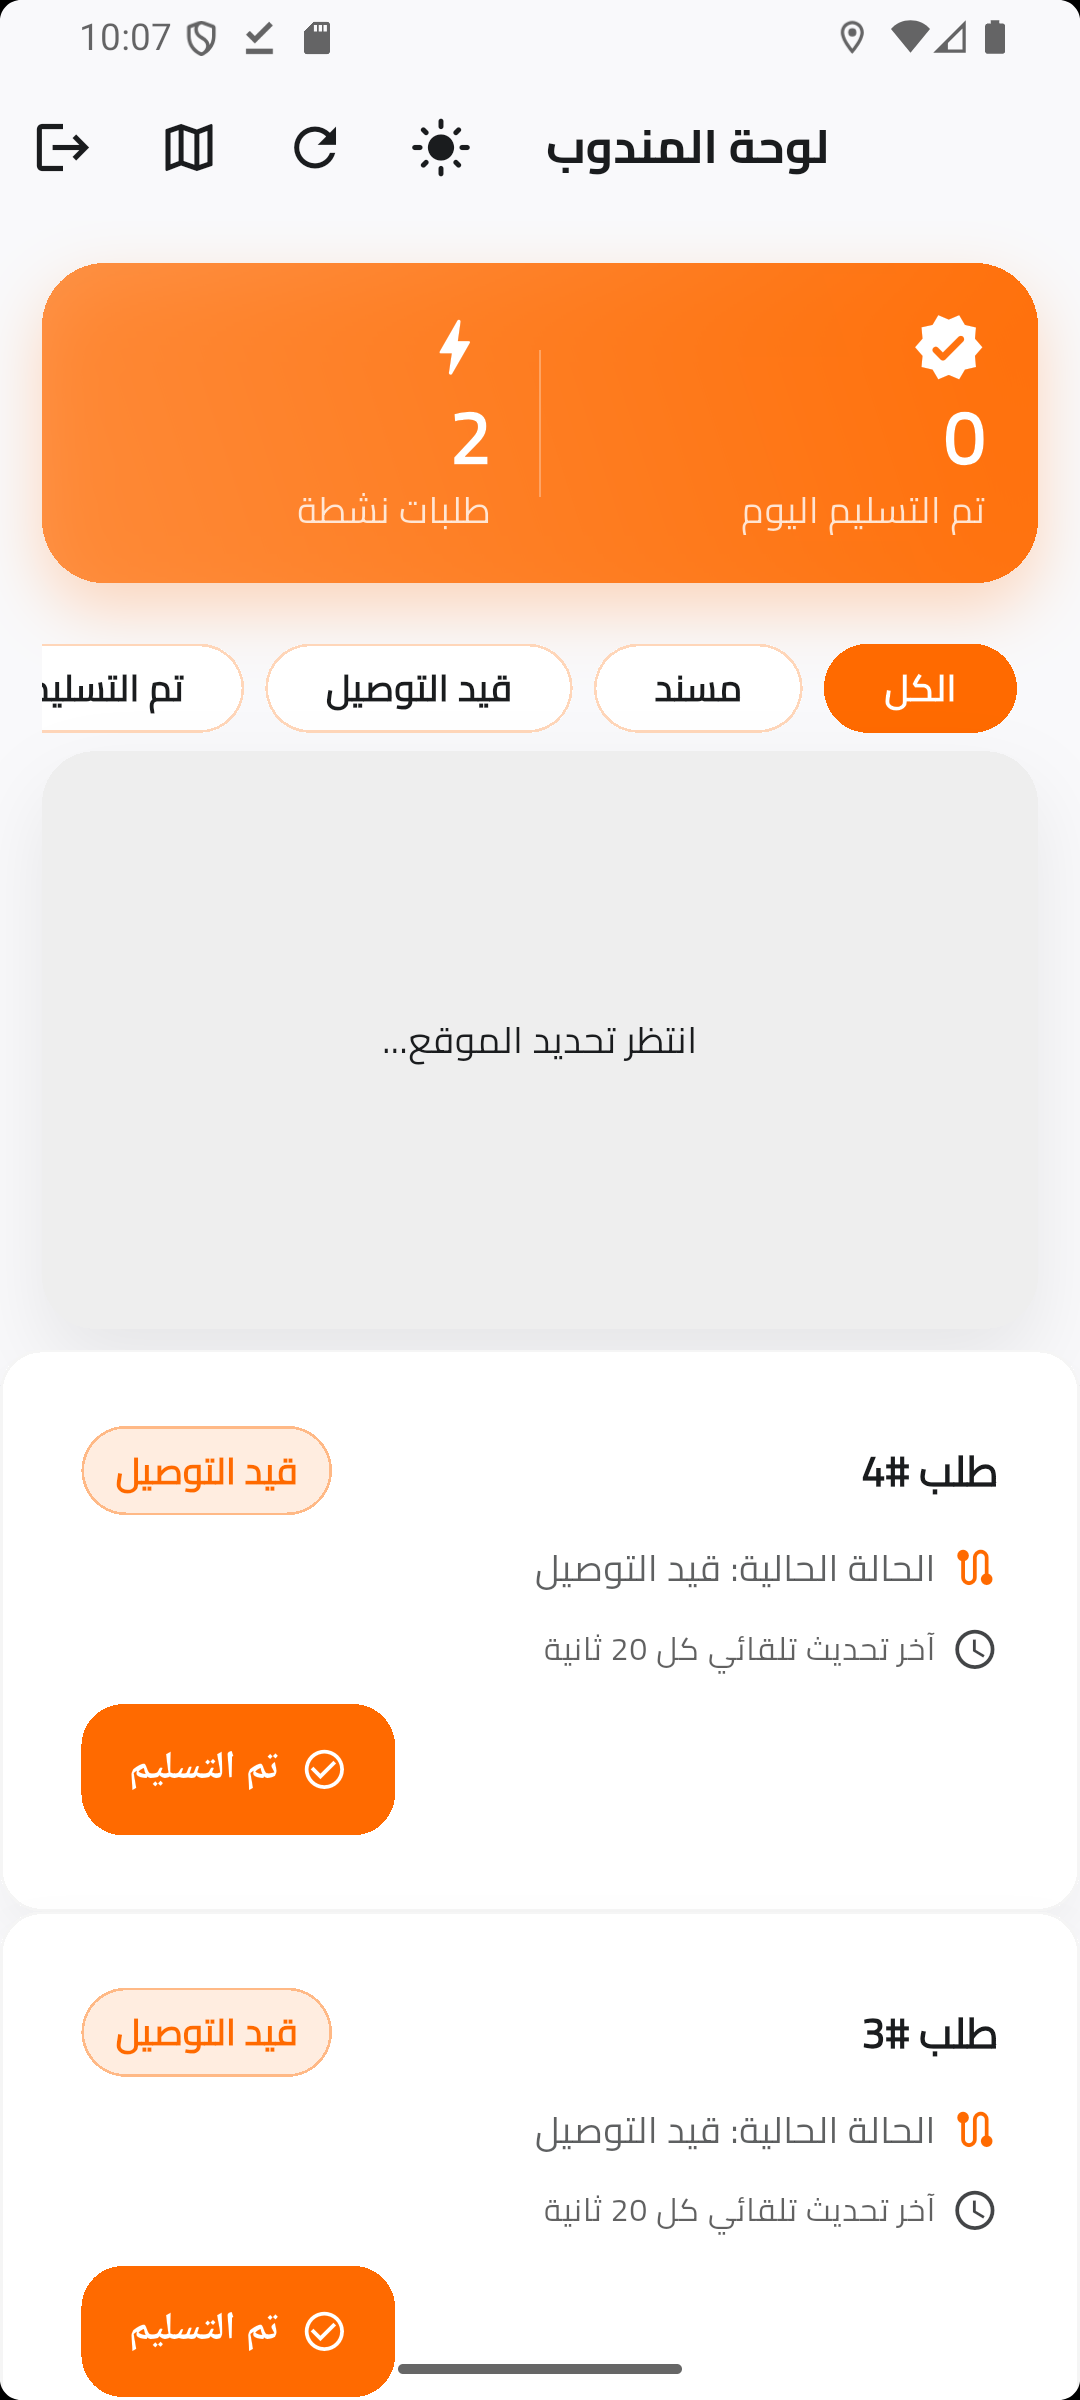 10:07
لوحة المندوب
0
تم التسليم اليوم
2
طلبات نشطة
الكل
مسند
قيد التوصيل
تم التسليم
انتظر تحديد الموقع...
طلب #4
قيد التوصيل
الحالة الحالية: قيد التوصيل
آخر تحديث تلقائي كل 20 ثانية
تم التسليم
طلب #3
قيد التوصيل
الحالة الحالية: قيد التوصيل
آخر تحديث تلقائي كل 20 ثانية
تم التسليم